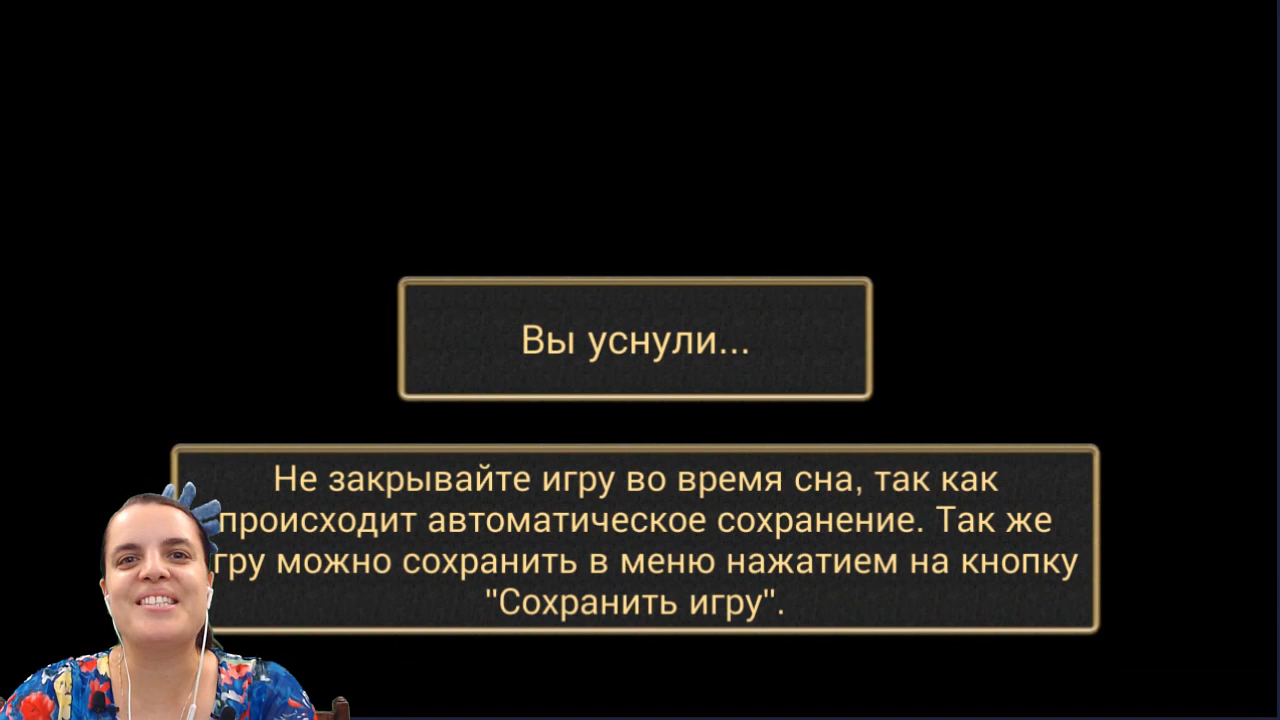 Вы уснули...
Не закрывайте игру во время сна, так как
происходит автоматическое сохранение. Так же
гру можно сохранить в меню нажатием на кнопку
"Сохранить игру".